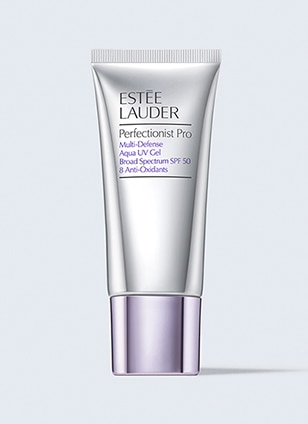 ESTĒE
LAUDER
Perfectionist Pro
Multi-Defense
Aqua UV Gel
Broad Spectrum SPF 50
8 Anti-Oxidants